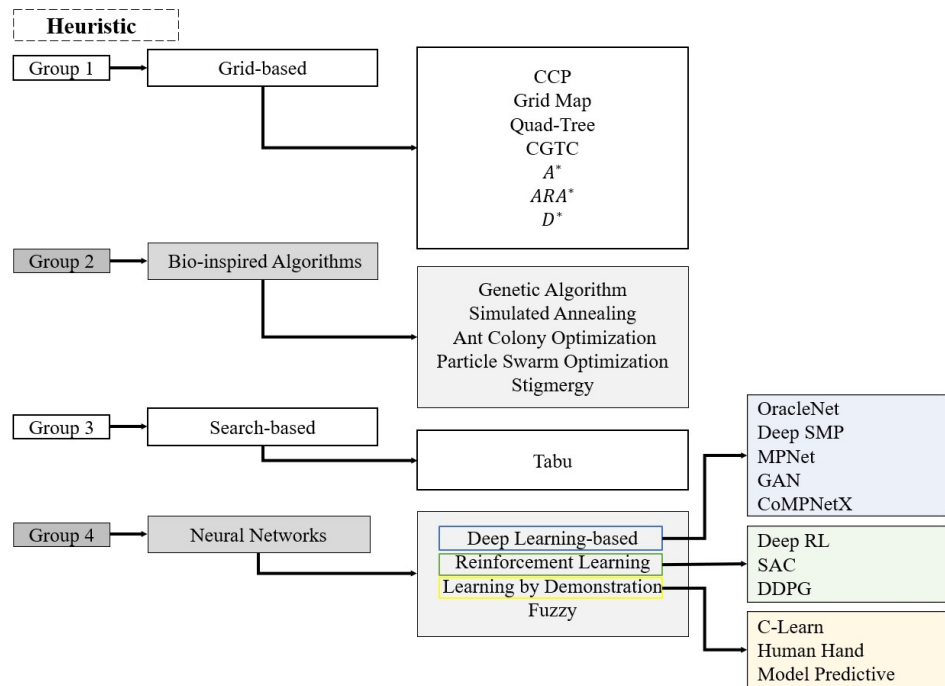 Heuristic
Group 1
Grid-based
CCP
Grid Map
Quad-Tree
CGTC
A*
ARA*
D*
Group 2
Bio-inspired Algorithms
Genetic Algorithm
Simulated Annealing
Ant Colony Optimization
Particle Swarm Optimization
Stigmergy
Group 3
Search-based
Tabu
Group 4
Neural Networks
Deep Learning-based
Reinforcement Learning
Learning by Demonstration
Fuzzy
OracleNet
Deep SMP
MPNet
GAN
CoMPNetX
Deep RL
SAC
DDPG
C-Learn
Human Hand
Model Predictive